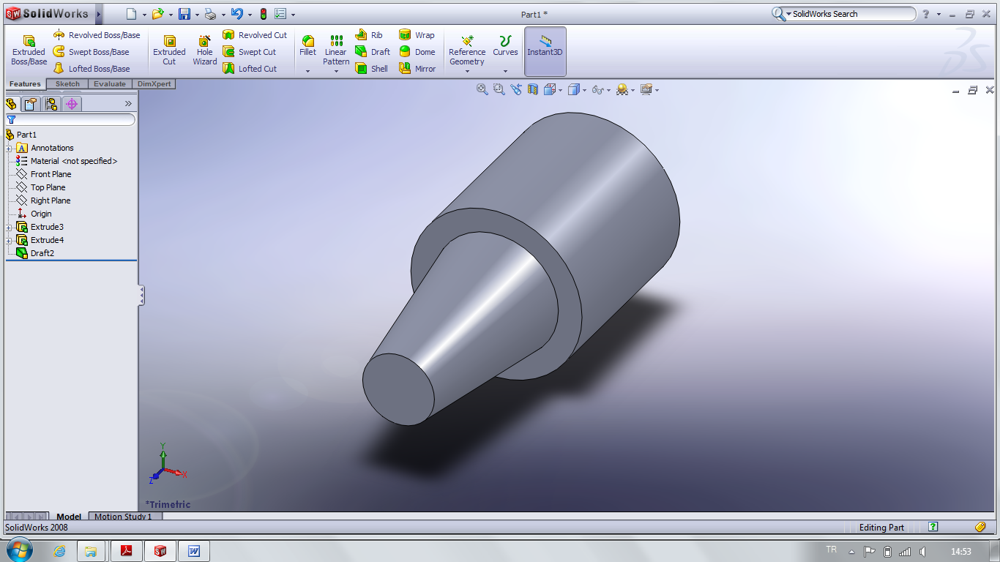 SolidWorks
Part1 *
SolidWorks Search
?
Extruded Boss/Base
Revolved Boss/Base
Swept Boss/Base
Lofted Boss/Base
Extruded Cut
Hole Wizard
Revolved Cut
Swept Cut
Lofted Cut
Fillet
Linear Pattern
Rib
Draft
Shell
Wrap
Dome
Mirror
Reference Geometry
Curves
Instant3D
Features
Sketch
Evaluate
DimXpert
Part1
Annotations
Material <not specified>
Front Plane
Top Plane
Right Plane
Origin
Extrude3
Extrude4
Draft2
Y
X
Z
*Trimetric
Model
Motion Study 1
SolidWorks 2008
Editing Part
?
TR
14:53